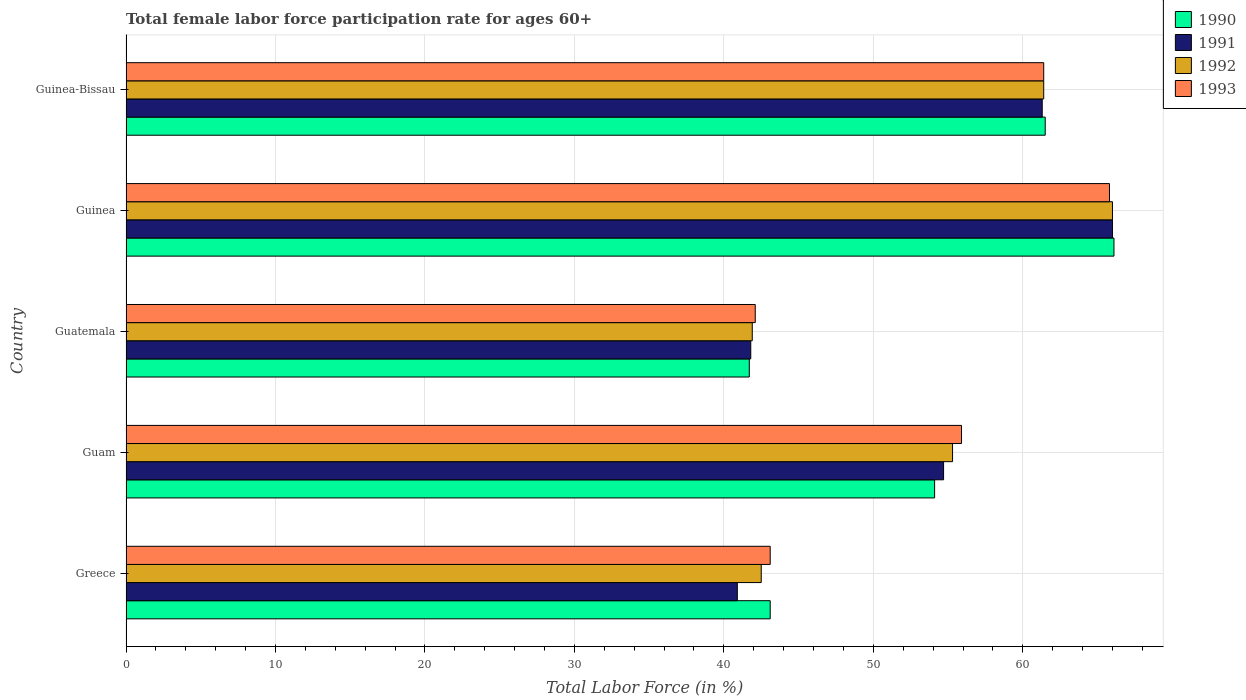 Total female labor force participation rate for ages 60+
1990
1991
1992
1993
Guinea-Bissau
Guinea
Guatemala
Guam
Greece
Country
0
10
20
30
40
50
60
Total Labor Force (in %)